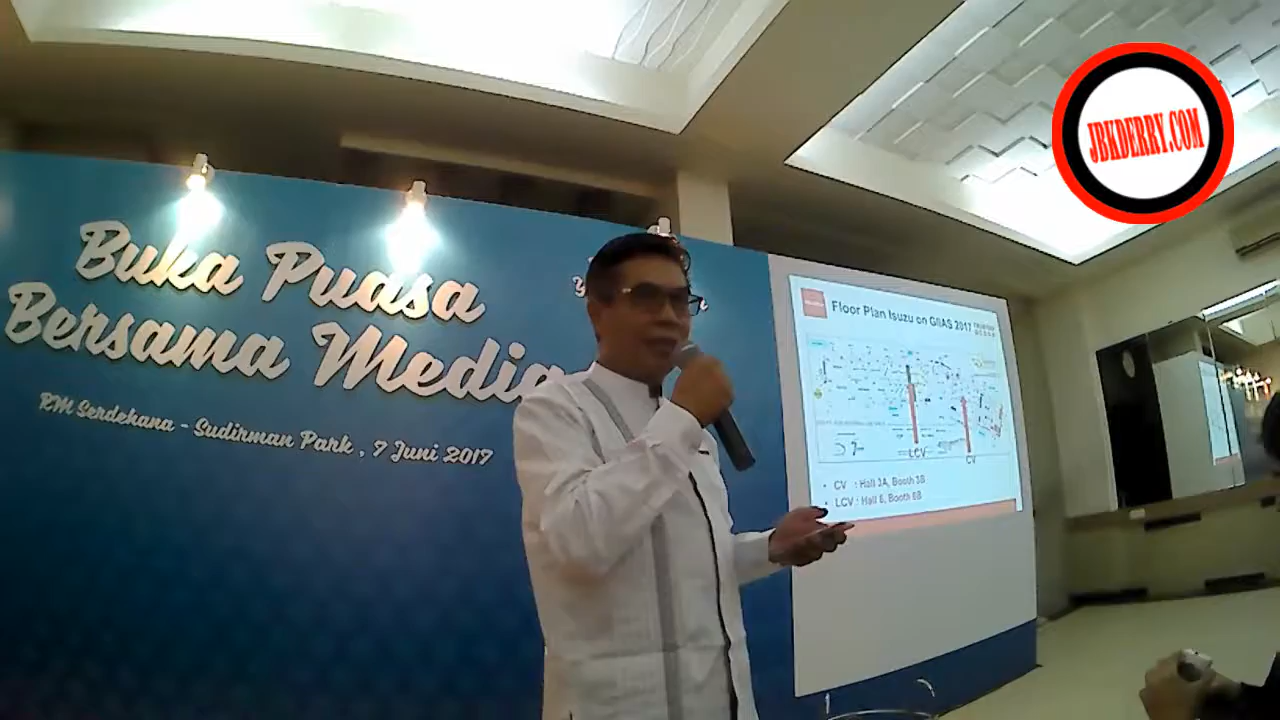 JBKDERRY.COM
Buka Puasa
Bersama Media
RM Serdehana - Sudirman Park , 7 Juni 2017
Floor Plan Isuzu on GIIAS 2017
LCV
CV
• CV : Hall 3A, Booth 3B
• LCV : Hall 6, Booth 6B